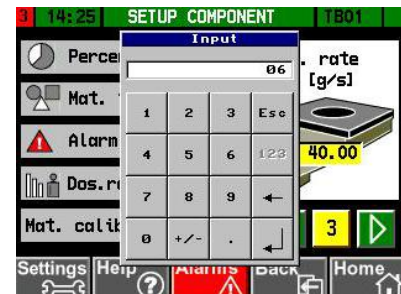 3 14:25 SETUP COMPONENT TB01
Input
06
Perce
. rate
[g/s]
Mat.
1 2 3 Esc
Alarm
4 5 6 123
40.00
Dos.r
7 8 9
Mat. calib
0 +/- .
3
Settings Help Alarms Back Home